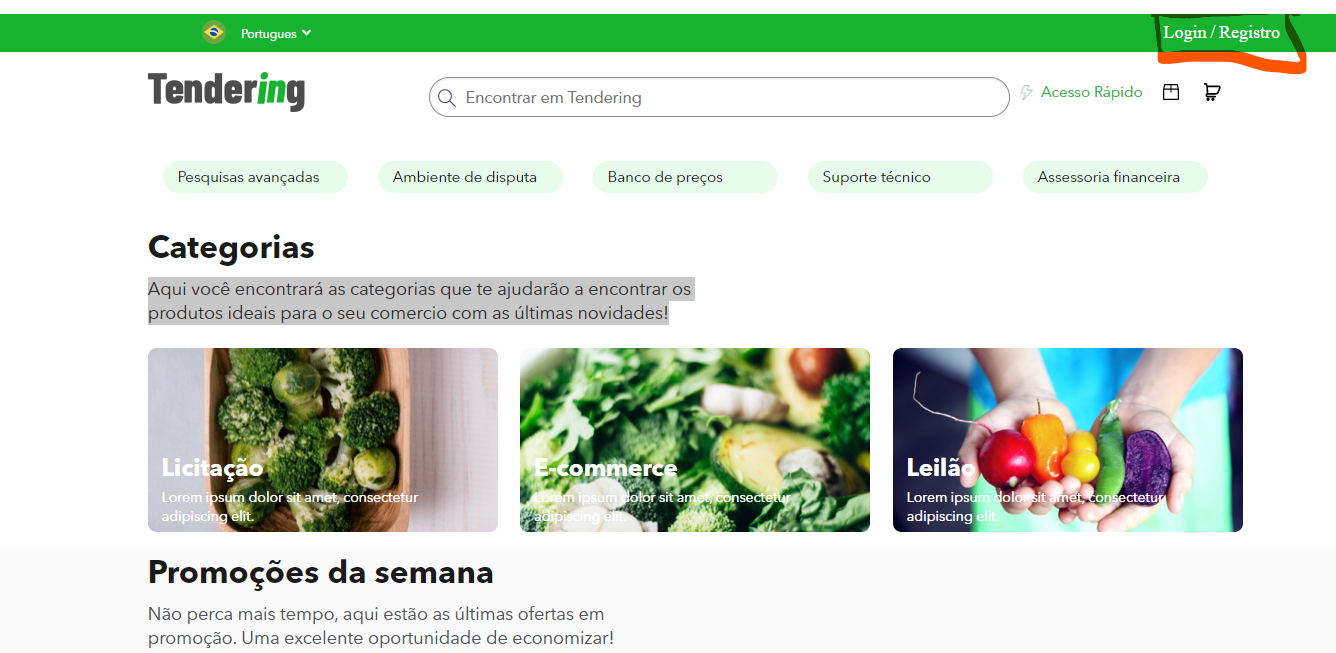 Portugues
Login / Registro
Tendering
Encontrar em Tendering
Acesso Rápido
Pesquisas avançadas
Ambiente de disputa
Banco de preços
Suporte técnico
Assessoria financeira
Categorias
Aqui você encontrará as categorias que te ajudarão a encontrar os
produtos ideais para o seu comercio com as últimas novidades!
Licitação
Lorem ipsum dolor sit amet, consectetur
adipiscing elit.
E-commerce
Lorem ipsum dolor sit amet, consectetur
adipiscing elit.
Leilão
Lorem ipsum dolor sit amet, consectetur
adipiscing elit.
Promoções da semana
Não perca mais tempo, aqui estão as últimas ofertas em
promoção. Uma excelente oportunidade de economizar!